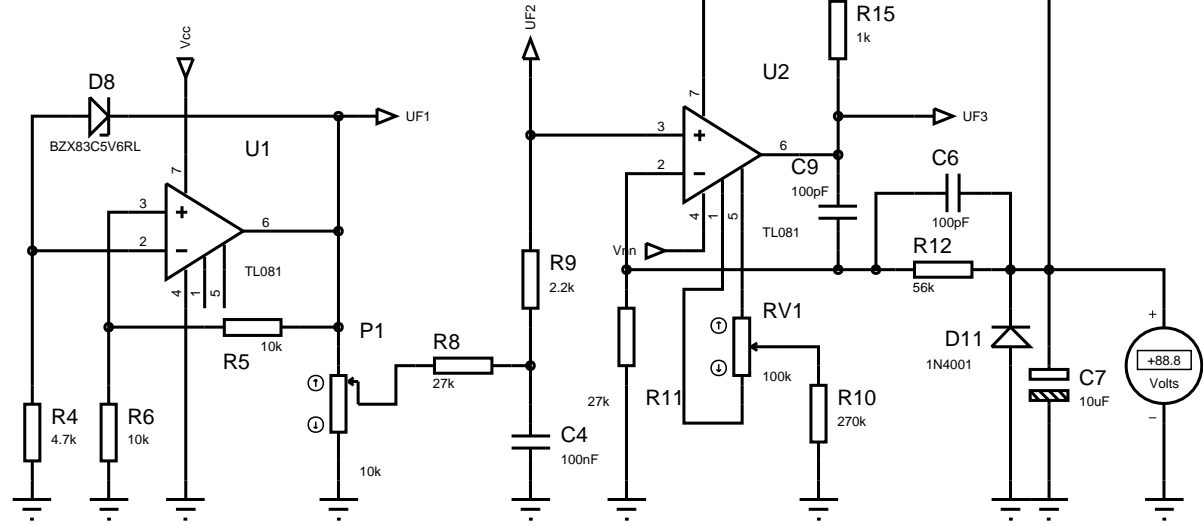 Vcc
D8
BZX83C5V6RL
UF1
U1
7
3
2
6
TL081
4
1
5
R5
10k
R4
4.7k
R6
10k
P1
10k
R8
27k
UF2
R9
2.2k
C4
100nF
R15
1k
U2
7
3
2
6
UF3
C9
100pF
4
1
5
TL081
Vnn
C6
100pF
R12
56k
RV1
100k
R11
27k
R10
270k
D11
1N4001
C7
10uF
+
+88.8
Volts
−